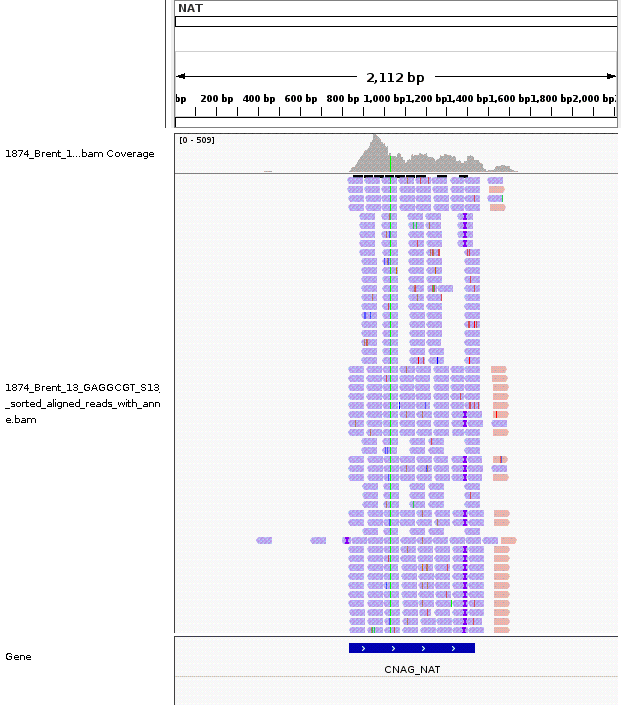 NAT
2,112 bp
bp 200 bp 400 bp 600 bp 800 bp 1,000 bp 1,200 bp 1,400 bp 1,600 bp 1,800 bp 2,000 bp
[0 - 509]
1874_Brent_1...bam Coverage
1874_Brent_13_GAGGCGT_S13_
_sorted_aligned_reads_with_ann
e.bam
Gene
CNAG_NAT